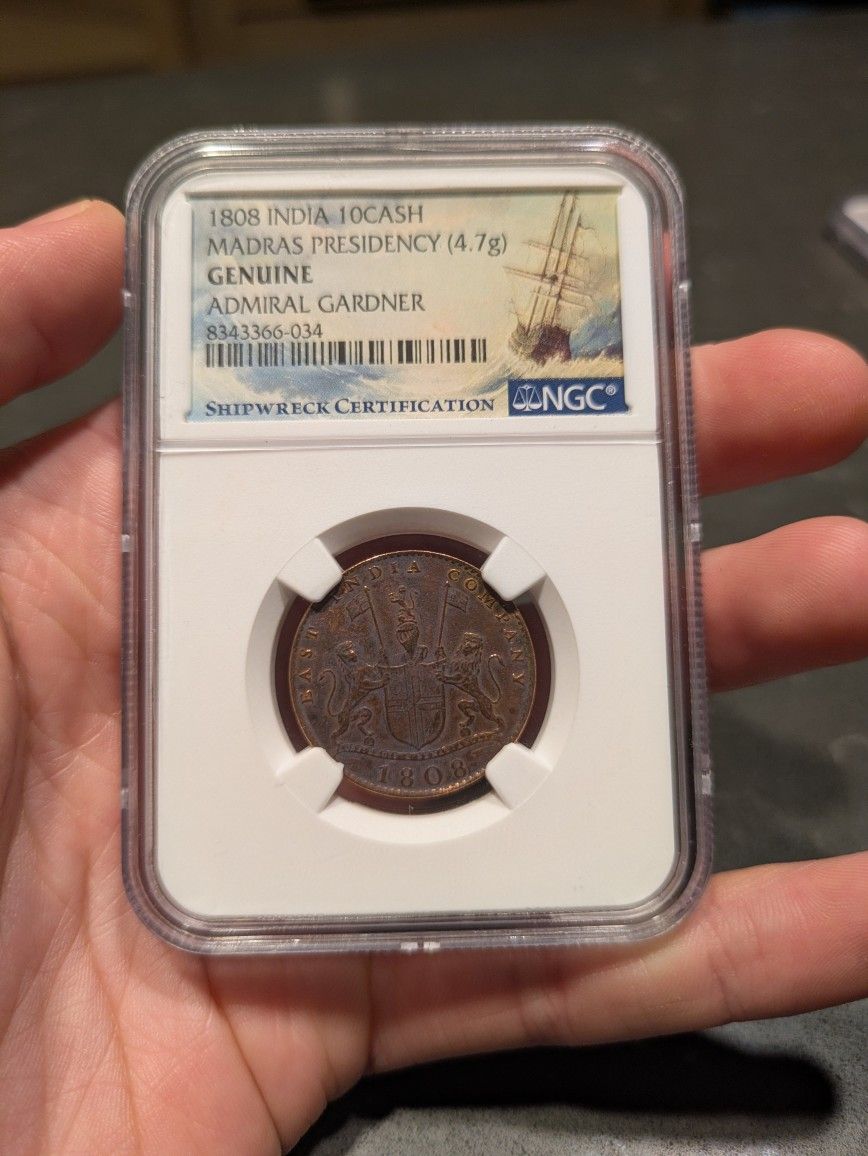 1808 INDIA 10CASH
MADRAS PRESIDENCY (4.7g)
GENUINE
ADMIRAL GARDNER
8343366-034
SHIPWRECK CERTIFICATION
NGC®
EAST INDIA COMPANY
1808